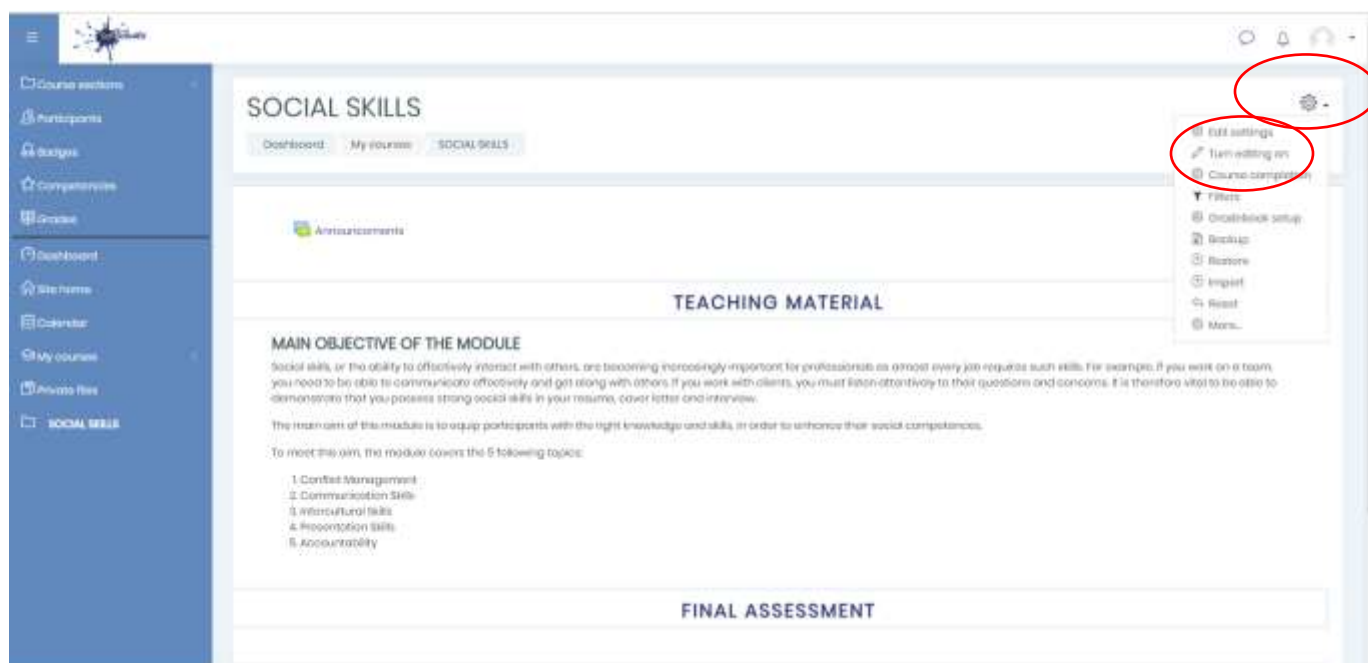 Course sections
Participants
Badges
Competencies
Grades
Dashboard
Site home
Calendar
My courses
Private files
SOCIAL SKILLS
SOCIAL SKILLS
Dashboard My courses SOCIAL SKILLS
Edit settings
Turn editing on
Course completion
Filters
Gradebook setup
Backup
Restore
Import
Reset
More...
Announcements
TEACHING MATERIAL
MAIN OBJECTIVE OF THE MODULE
Social skills, or the ability to effectively interact with others, are becoming increasingly important for professionals as almost every job requires such skills. For example, if you work on a team,
you need to be able to communicate effectively and get along with others. If you work with clients, you must listen attentively to their questions and concerns. It is therefore vital to be able to
demonstrate that you possess strong social skills in your resume, cover letter and interview.
The main aim of this module is to equip participants with the right knowledge and skills, in order to enhance their social competences.
To meet this aim, the module covers the 5 following topics:
1. Conflict Management
2. Communication Skills
3. Intercultural Skills
4. Presentation Skills
5. Accountability
FINAL ASSESSMENT